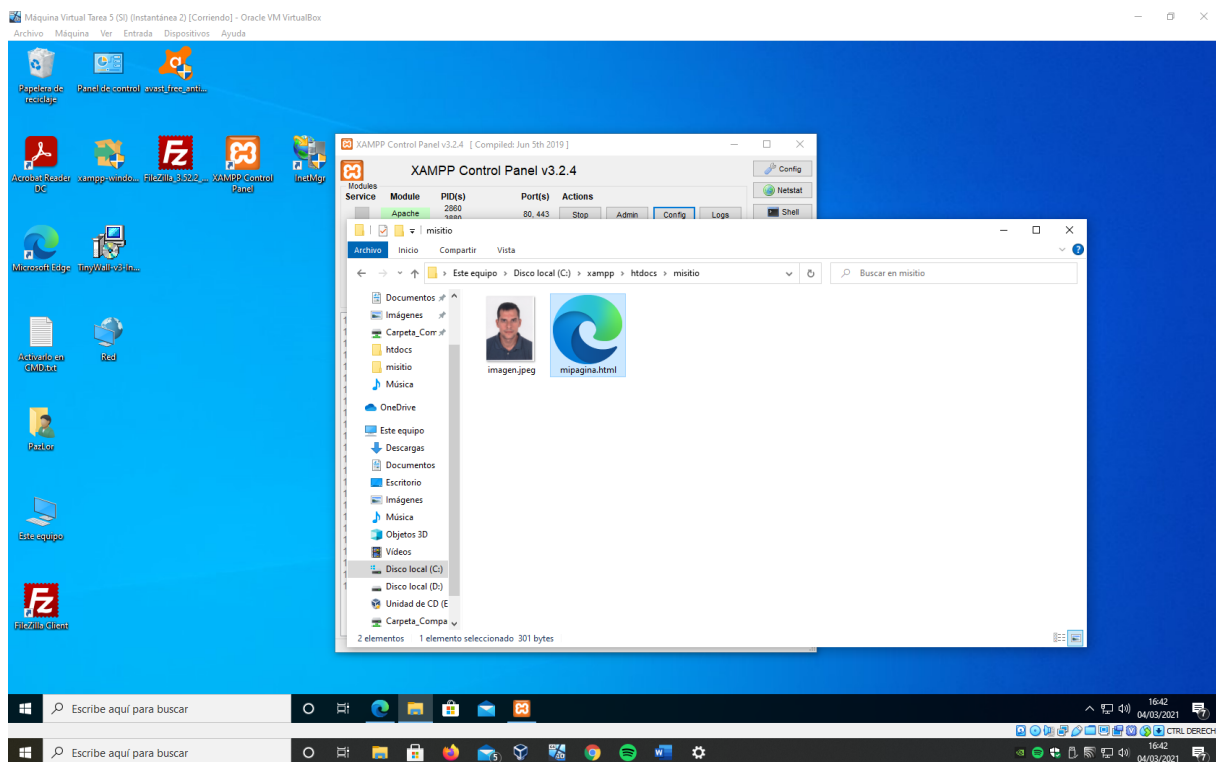 Máquina Virtual Tarea 5 (SI) (Instantánea 2) [Corriendo] - Oracle VM VirtualBox
Archivo Máquina Ver Entrada Dispositivos Ayuda
Papelera de reciclaje
Panel de control
avast_free_anti...
Acrobat Reader DC
xampp-windo...
FileZilla_3.52.2_...
XAMPP Control Panel
InetMgr
Microsoft Edge
TinyWall-v3-In...
Activarlo en CMD.txt
Red
PazLor
Este equipo
FileZilla Client
XAMPP Control Panel v3.2.4 [ Compiled: Jun 5th 2019 ]
XAMPP Control Panel v3.2.4
Config
Netstat
Shell
Modules
Service Module PID(s) Port(s) Actions
Apache 2860 80, 443 Stop Admin Config Logs
misitio
Archivo Inicio Compartir Vista
Este equipo > Disco local (C:) > xampp > htdocs > misitio
Buscar en misitio
Documentos
Imágenes
Carpeta_Com
htdocs
misitio
Música
OneDrive
Este equipo
Descargas
Documentos
Escritorio
Imágenes
Música
Objetos 3D
Vídeos
Disco local (C:)
Disco local (D:)
Unidad de CD (E
Carpeta_Compa
imagen.jpeg
mipagina.html
2 elementos 1 elemento seleccionado 301 bytes
Escribe aquí para buscar
16:42
04/03/2021
CTRL DERECH
Escribe aquí para buscar
16:42
04/03/2021